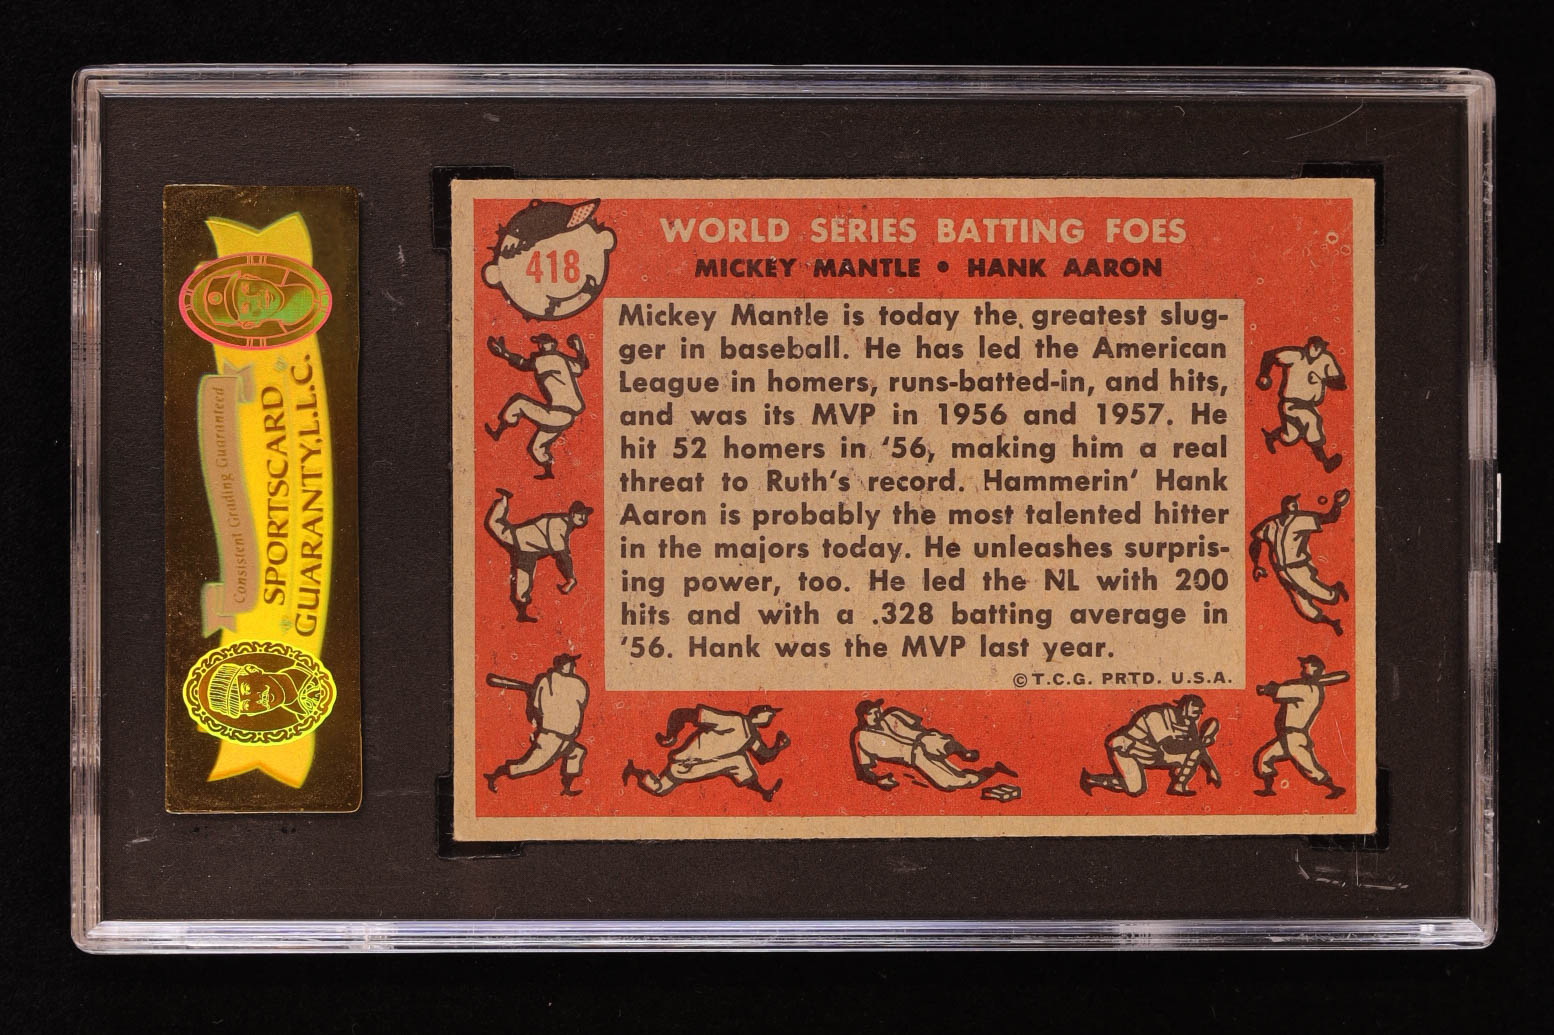 Consistent Grading Guaranteed
SPORTSCARD
GUARANTY,L.L.C.
418
WORLD SERIES BATTING FOES
MICKEY MANTLE • HANK AARON
Mickey Mantle is today the greatest slug-
ger in baseball. He has led the American
League in homers, runs-batted-in, and hits,
and was its MVP in 1956 and 1957. He
hit 52 homers in '56, making him a real
threat to Ruth's record. Hammerin' Hank
Aaron is probably the most talented hitter
in the majors today. He unleashes surpris-
ing power, too. He led the NL with 200
hits and with a .328 batting average in
'56. Hank was the MVP last year.
©T.C.G. PRTD. U.S.A.